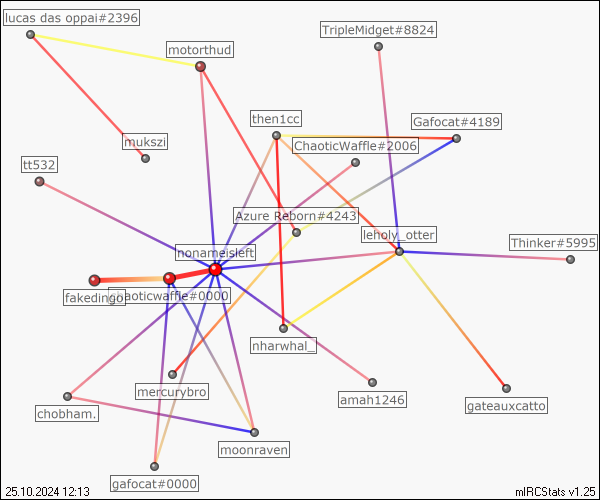 lucas das oppai#2396
TripleMidget#8824
motorthud
then1cc
Gafocat#4189
mukszi
ChaoticWaffle#2006
tt532
Azure Reborn#4243
leholy_otter
Thinker#5995
nonameisleft
fakedingo
chaoticwaffle#0000
nharwhal_
mercurybro
amah1246
gateauxcatto
chobham.
moonraven
gafocat#0000
25.10.2024 12:13
mIRCStats v1.25